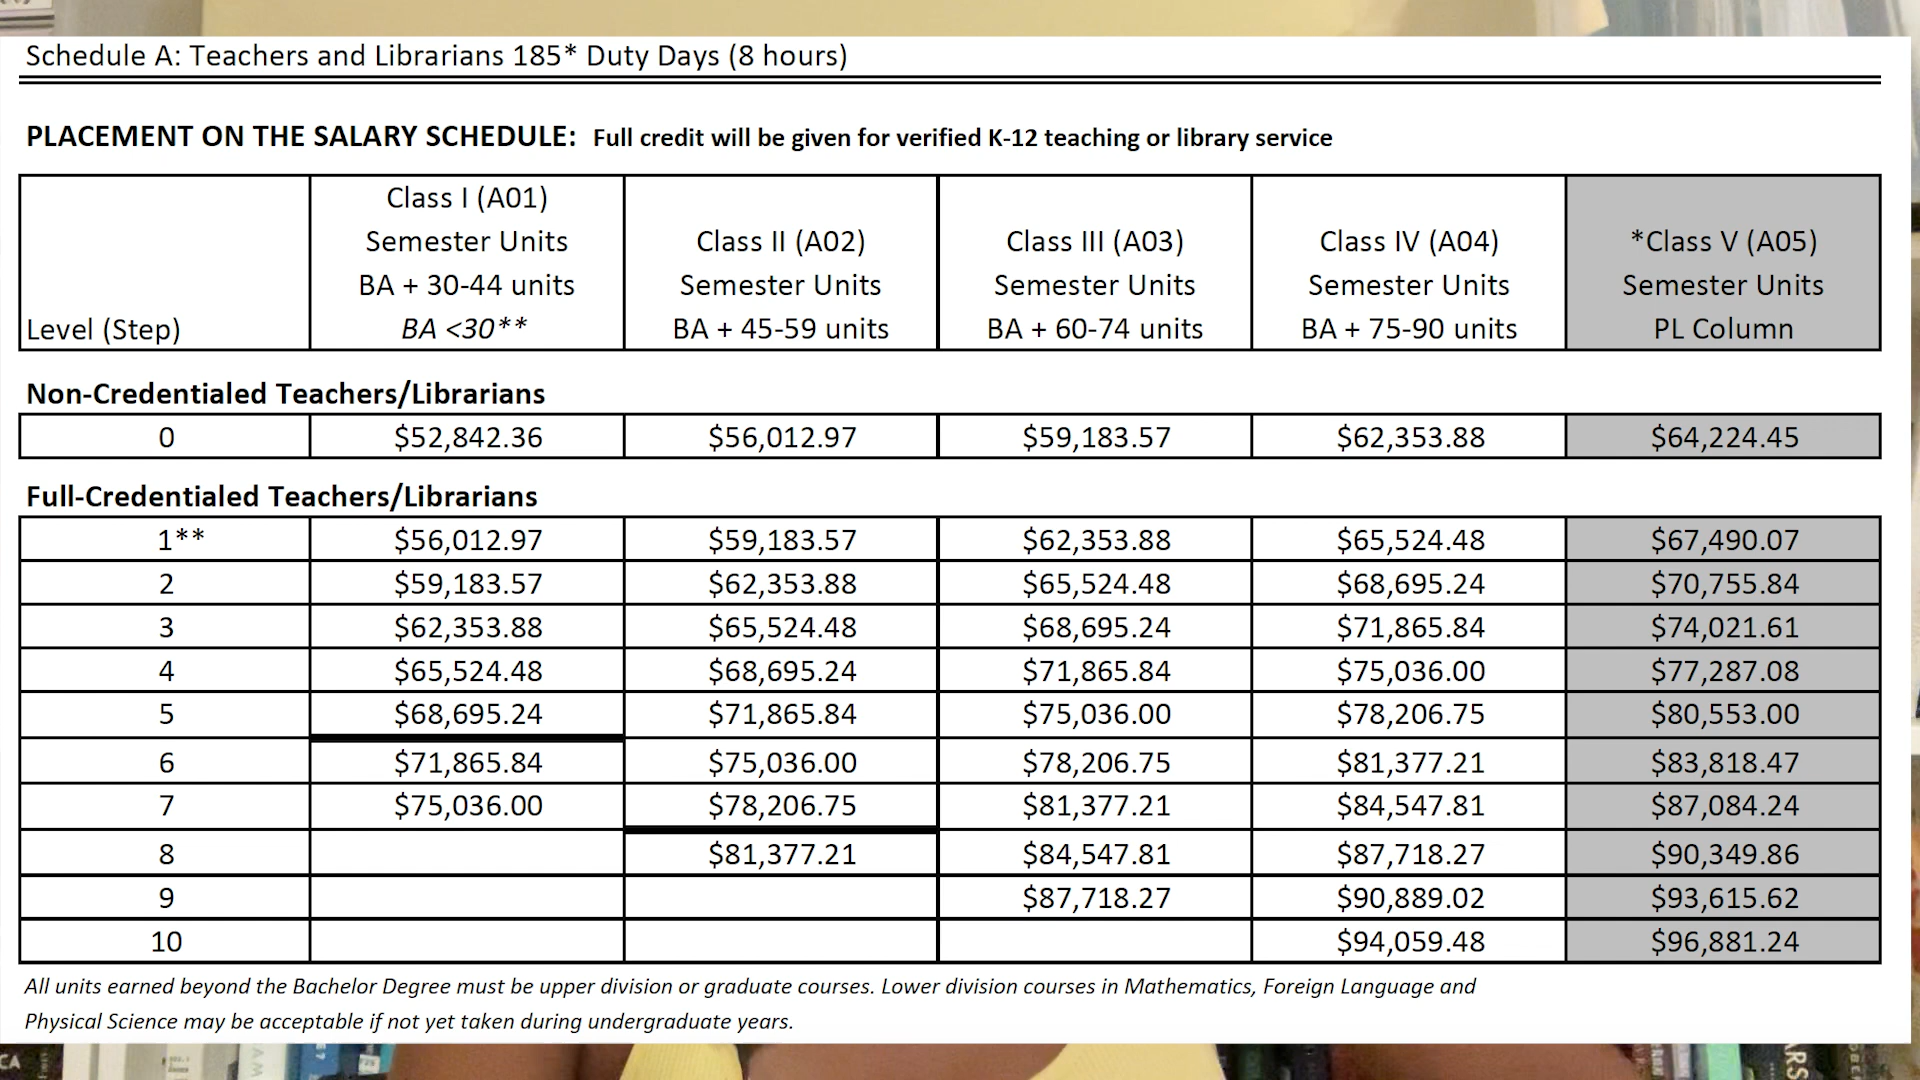 Schedule A: Teachers and Librarians 185* Duty Days (8 hours)
PLACEMENT ON THE SALARY SCHEDULE: Full credit will be given for verified K-12 teaching or library service
Level (Step)
Class I (A01)
Semester Units
BA + 30-44 units
BA <30**
Class II (A02)
Semester Units
BA + 45-59 units
Class III (A03)
Semester Units
BA + 60-74 units
Class IV (A04)
Semester Units
BA + 75-90 units
*Class V (A05)
Semester Units
PL Column
Non-Credentialed Teachers/Librarians
0 $52,842.36 $56,012.97 $59,183.57 $62,353.88 $64,224.45
Full-Credentialed Teachers/Librarians
1** $56,012.97 $59,183.57 $62,353.88 $65,524.48 $67,490.07
2 $59,183.57 $62,353.88 $65,524.48 $68,695.24 $70,755.84
3 $62,353.88 $65,524.48 $68,695.24 $71,865.84 $74,021.61
4 $65,524.48 $68,695.24 $71,865.84 $75,036.00 $77,287.08
5 $68,695.24 $71,865.84 $75,036.00 $78,206.75 $80,553.00
6 $71,865.84 $75,036.00 $78,206.75 $81,377.21 $83,818.47
7 $75,036.00 $78,206.75 $81,377.21 $84,547.81 $87,084.24
8 $81,377.21 $84,547.81 $87,718.27 $90,349.86
9 $87,718.27 $90,889.02 $93,615.62
10 $94,059.48 $96,881.24
All units earned beyond the Bachelor Degree must be upper division or graduate courses. Lower division courses in Mathematics, Foreign Language and
Physical Science may be acceptable if not yet taken during undergraduate years.